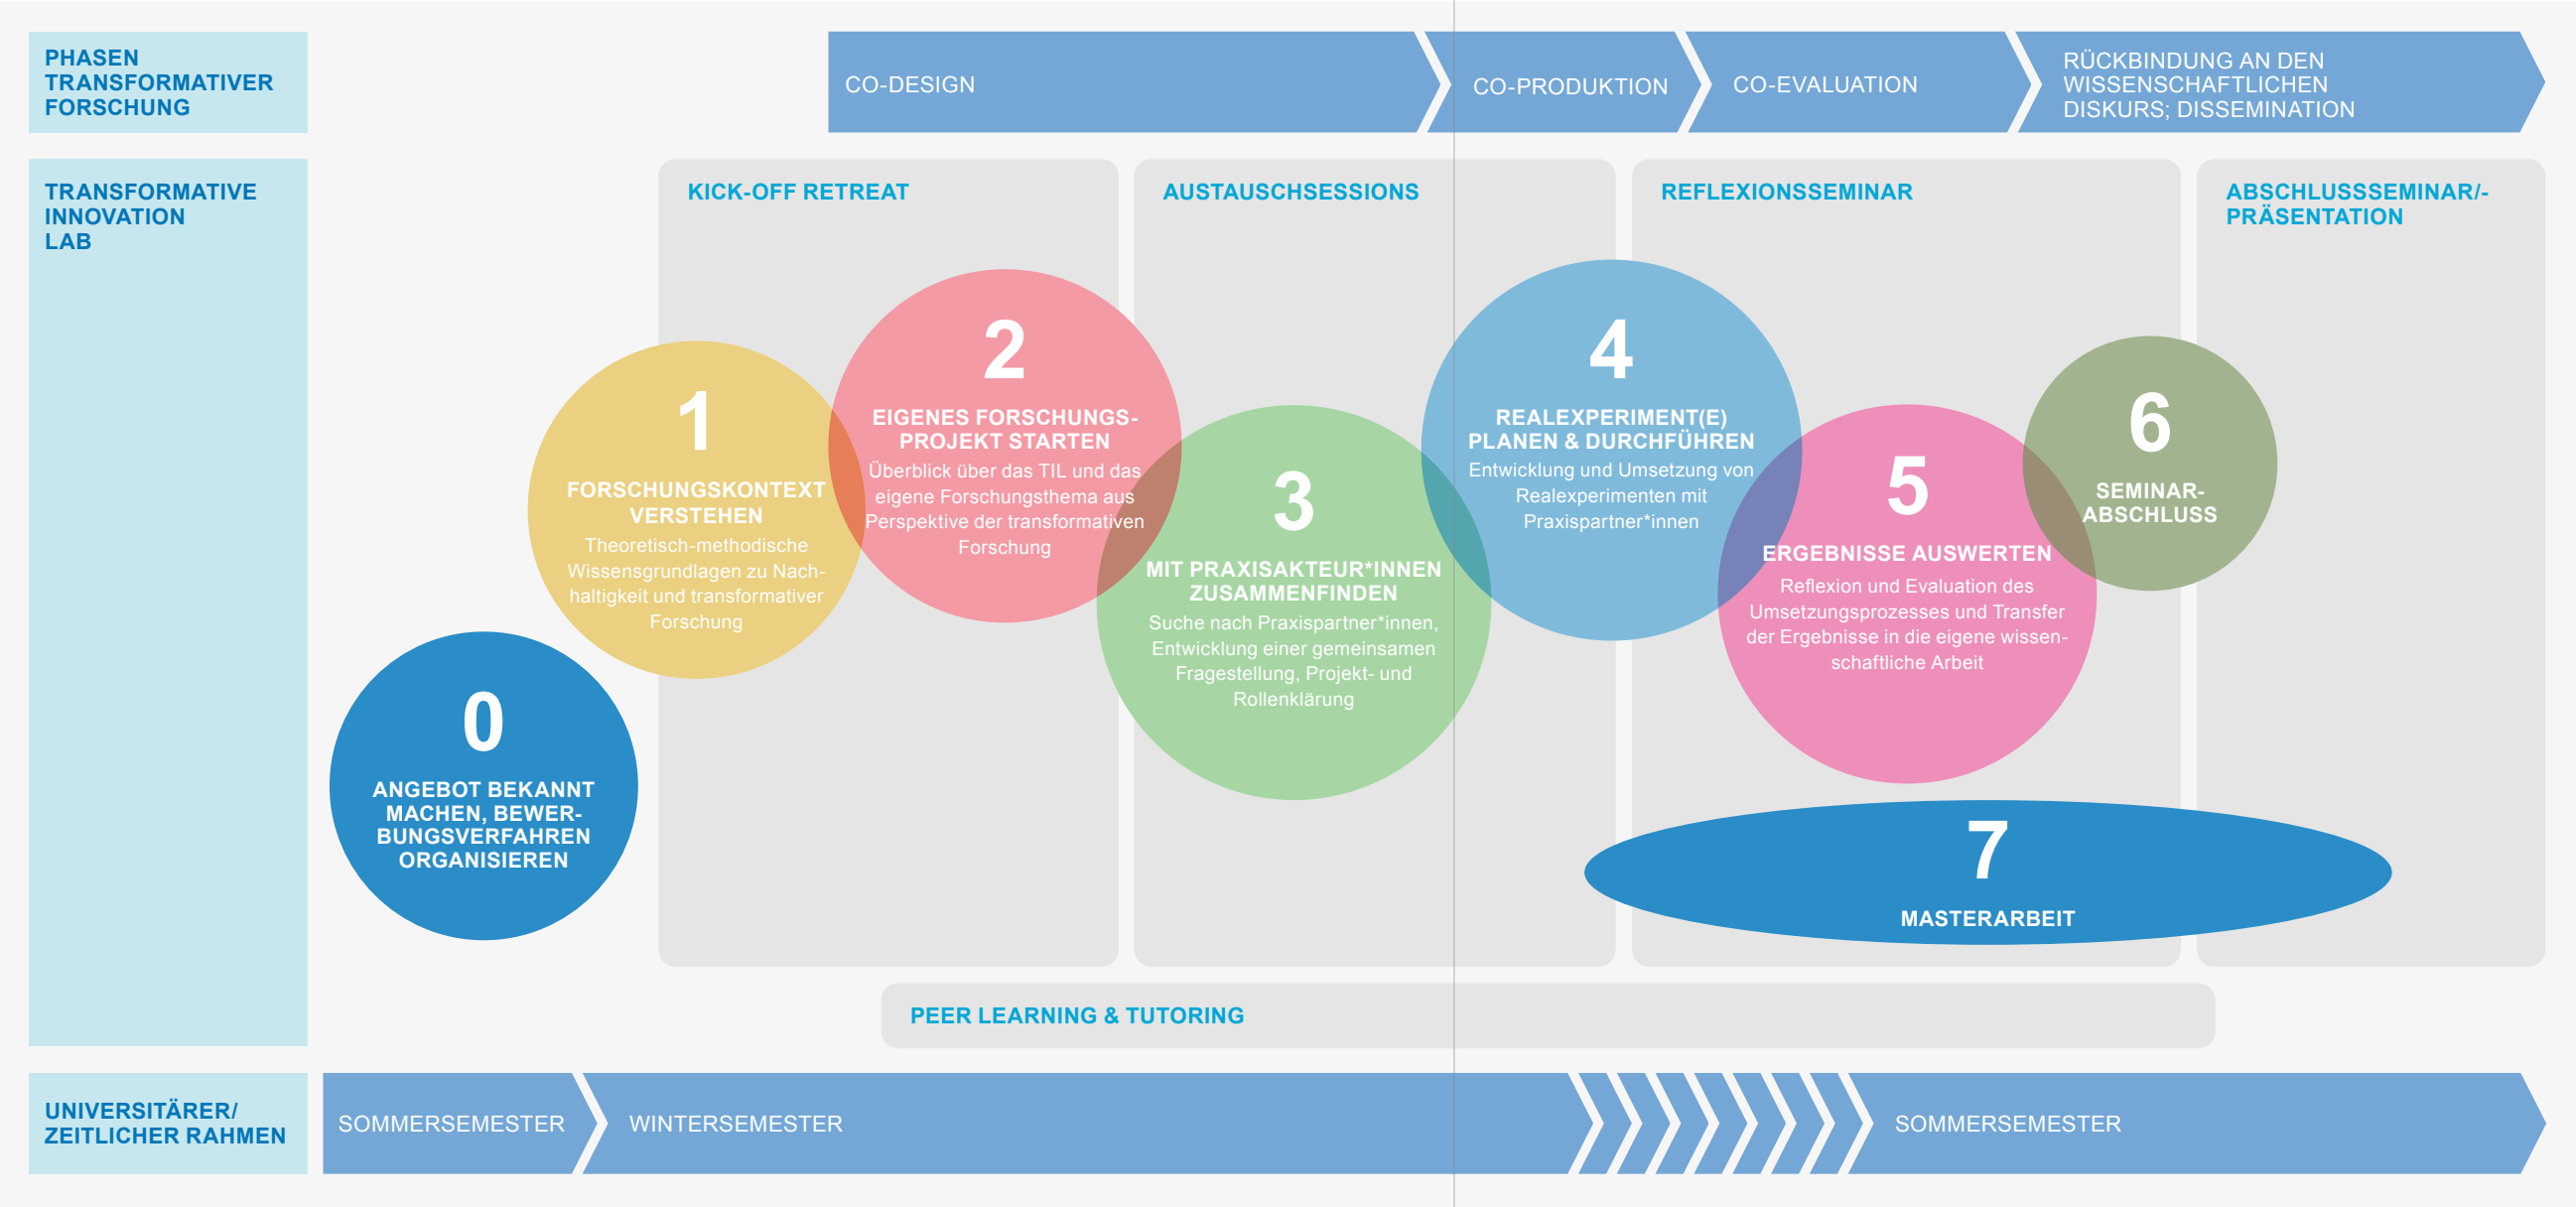 PHASEN
TRANSFORMATIVER
FORSCHUNG
CO-DESIGN
CO-PRODUKTION
CO-EVALUATION
RÜCKBINDUNG AN DEN
WISSENSCHAFTLICHEN
DISKURS; DISSEMINATION
TRANSFORMATIVE
INNOVATION
LAB
KICK-OFF RETREAT
AUSTAUSCHSESSIONS
REFLEXIONSSEMINAR
ABSCHLUSSSEMINAR/-
PRÄSENTATION
0
ANGEBOT BEKANNT
MACHEN, BEWER-
BUNGSVERFAHREN
ORGANISIEREN
1
FORSCHUNGSKONTEXT
VERSTEHEN
Theoretisch-methodische
Wissensgrundlagen zu Nach-
haltigkeit und transformativer
Forschung
2
EIGENES FORSCHUNGS-
PROJEKT STARTEN
Überblick über das TIL und das
eigene Forschungsthema aus
Perspektive der transformativen
Forschung
3
MIT PRAXISAKTEUR*INNEN
ZUSAMMENFINDEN
Suche nach Praxispartner*innen,
Entwicklung einer gemeinsamen
Fragestellung, Projekt- und
Rollenklärung
4
REALEXPERIMENT(E)
PLANEN & DURCHFÜHREN
Entwicklung und Umsetzung von
Realexperimenten mit
Praxispartner*innen
5
ERGEBNISSE AUSWERTEN
Reflexion und Evaluation des
Umsetzungsprozesses und Transfer
der Ergebnisse in die eigene wissen-
schaftliche Arbeit
6
SEMINAR-
ABSCHLUSS
7
MASTERARBEIT
PEER LEARNING & TUTORING
UNIVERSITÄRER/
ZEITLICHER RAHMEN
SOMMERSEMESTER
WINTERSEMESTER
SOMMERSEMESTER